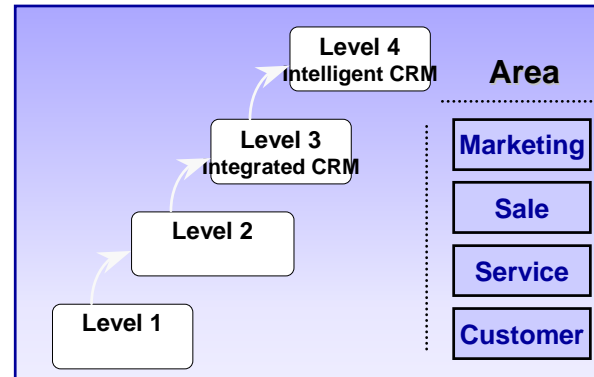 Level 4
Intelligent CRM
Level 3
Integrated CRM
Level 2
Level 1
Area
Marketing
Sale
Service
Customer